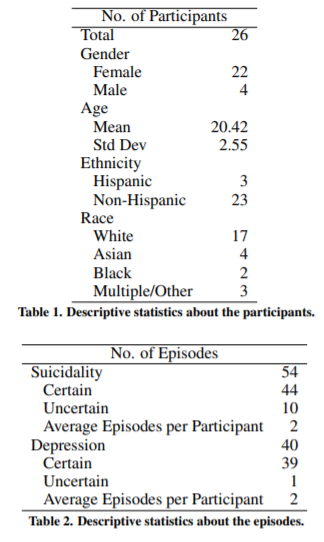 No. of Participants
Total 26
Gender
Female 22
Male 4
Age
Mean 20.42
Std Dev 2.55
Ethnicity
Hispanic 3
Non-Hispanic 23
Race
White 17
Asian 4
Black 2
Multiple/Other 3
Table 1. Descriptive statistics about the participants.
No. of Episodes
Suicidality 54
Certain 44
Uncertain 10
Average Episodes per Participant 2
Depression 40
Certain 39
Uncertain 1
Average Episodes per Participant 2
Table 2. Descriptive statistics about the episodes.